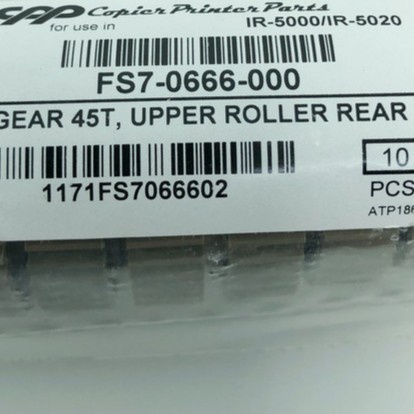 CPP Copier Printer Parts
for use in IR-5000/IR-5020
FS7-0666-000
GEAR 45T, UPPER ROLLER REAR
1171FS7066602
10
PCS
ATP186